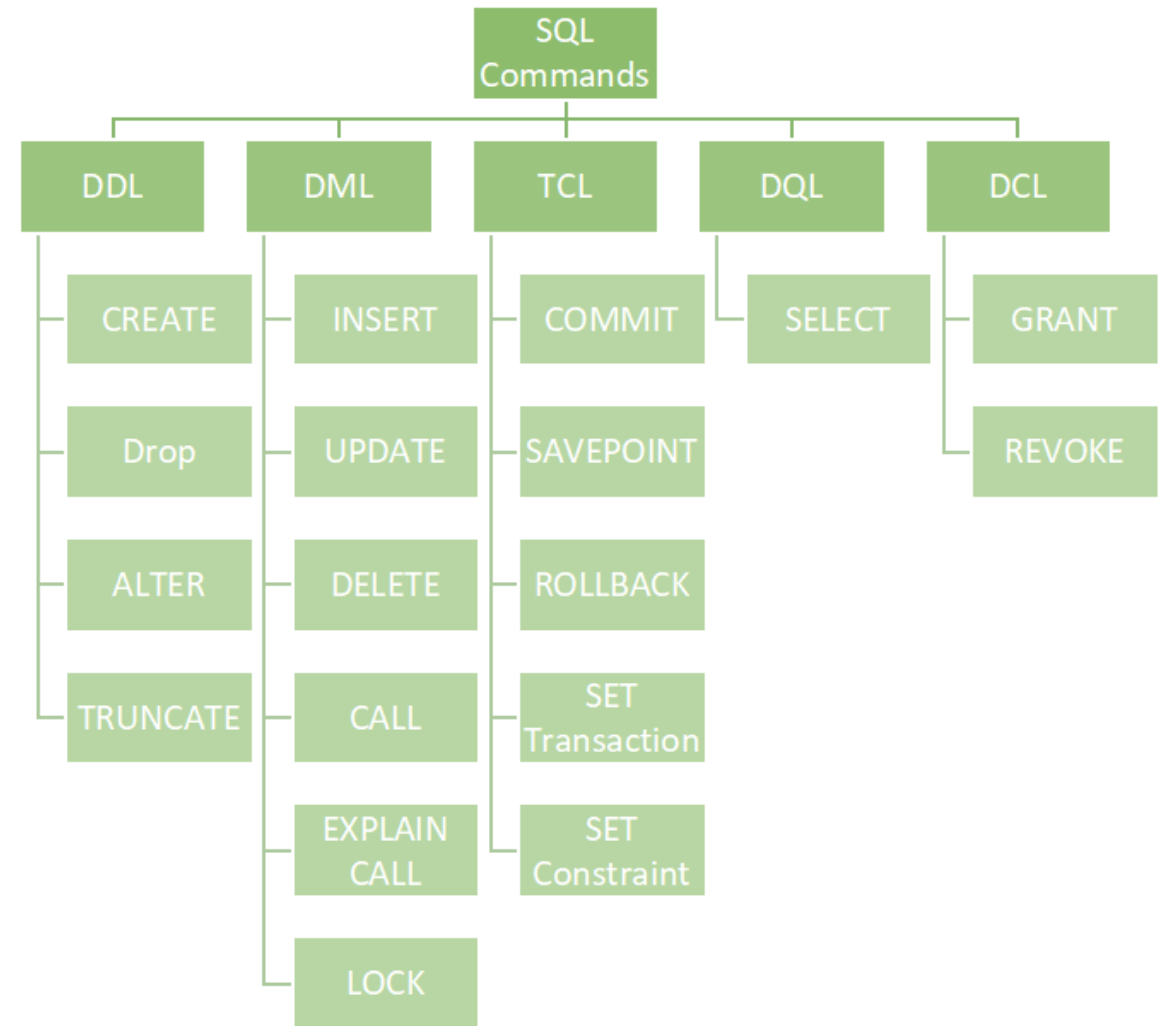 SQL
Commands
DDL
DML
TCL
DQL
DCL
CREATE
INSERT
COMMIT
SELECT
GRANT
Drop
UPDATE
SAVEPOINT
REVOKE
ALTER
DELETE
ROLLBACK
TRUNCATE
CALL
SET
Transaction
EXPLAIN
CALL
SET
Constraint
LOCK